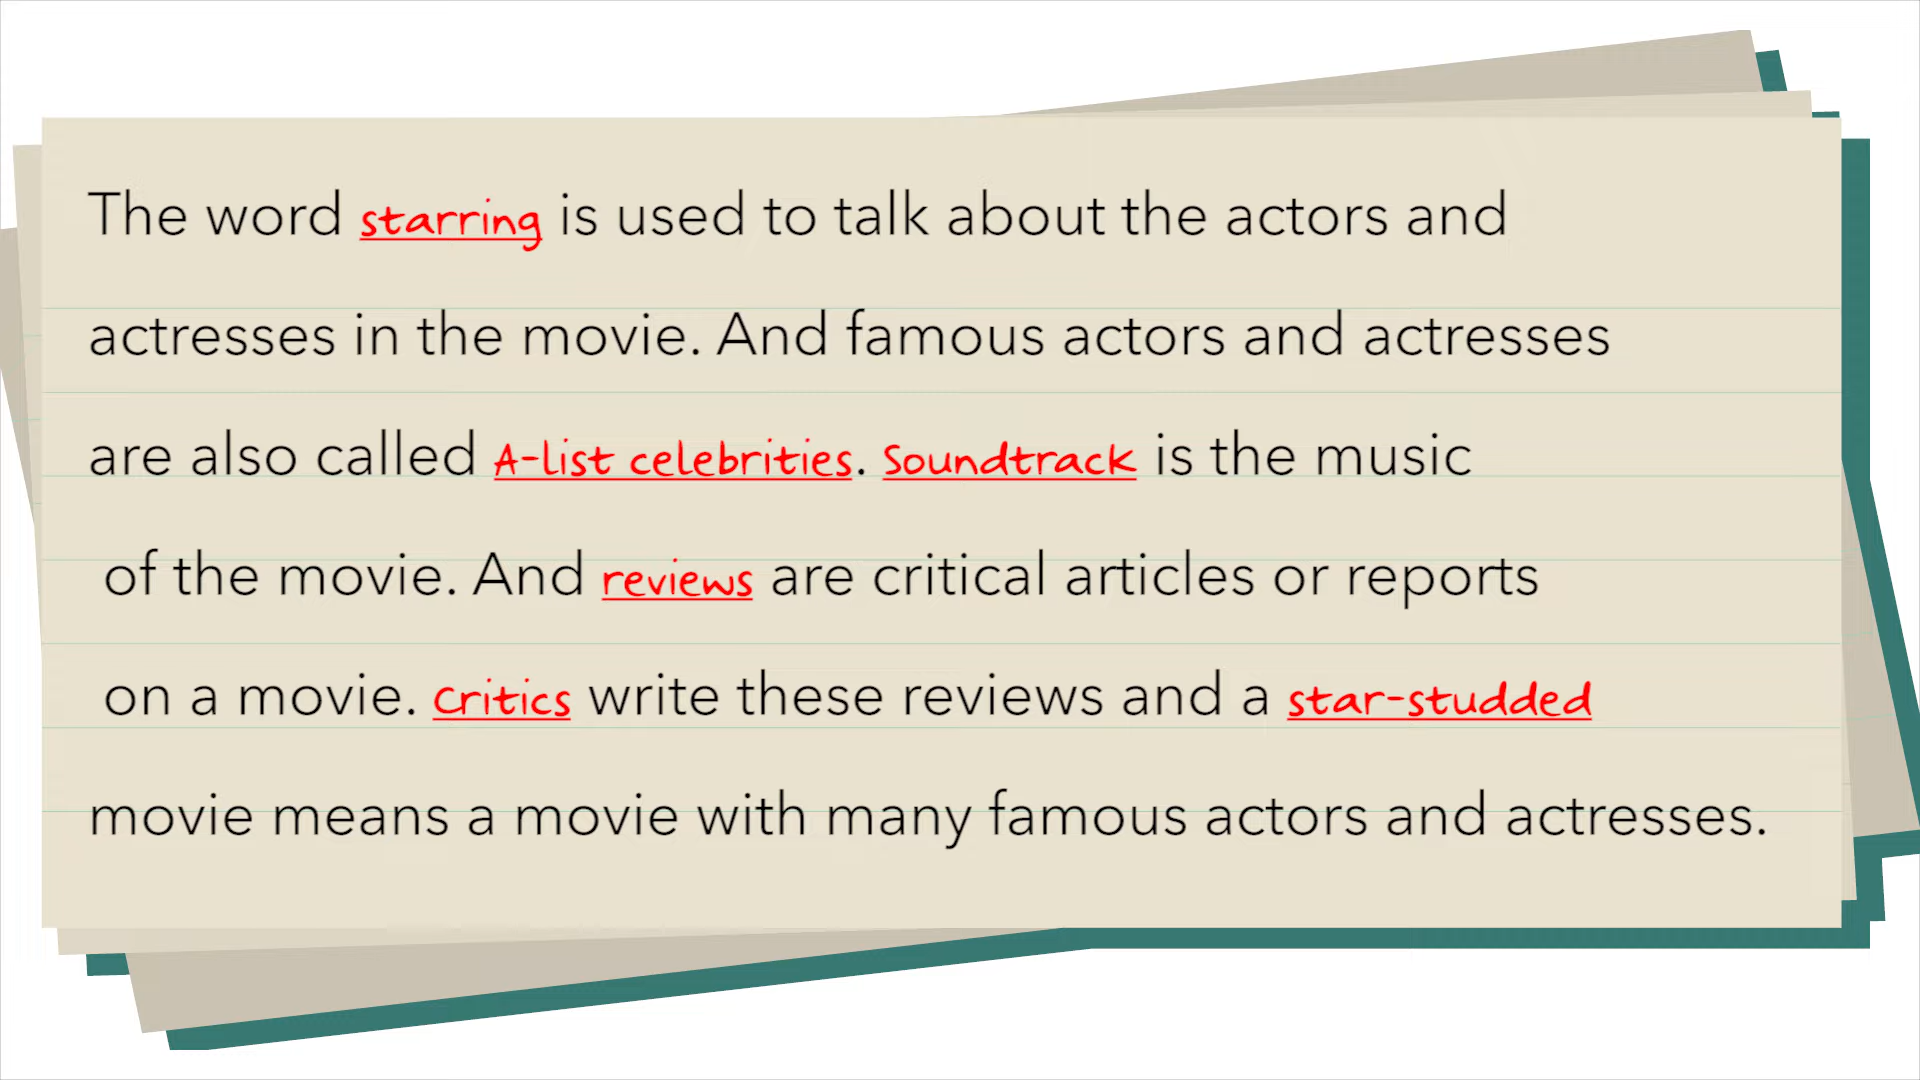 The word starring is used to talk about the actors and
actresses in the movie. And famous actors and actresses
are also called A-list celebrities. Soundtrack is the music
of the movie. And reviews are critical articles or reports
on a movie. Critics write these reviews and a star-studded
movie means a movie with many famous actors and actresses.